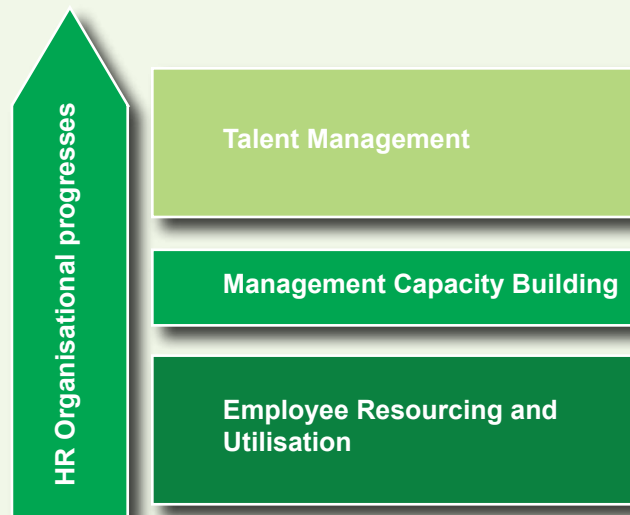 HR Organisational progresses
Talent Management
Management Capacity Building
Employee Resourcing and
Utilisation